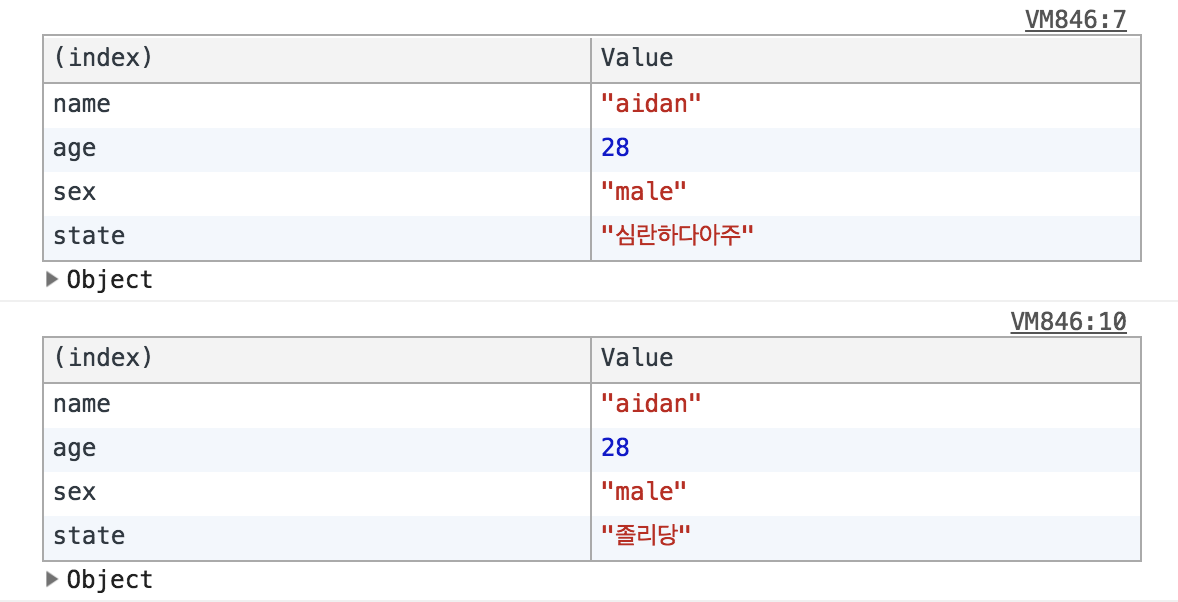 VM846:7
(index) Value
name "aidan"
age 28
sex "male"
state "심란하다아주"
Object
VM846:10
(index) Value
name "aidan"
age 28
sex "male"
state "졸리당"
Object